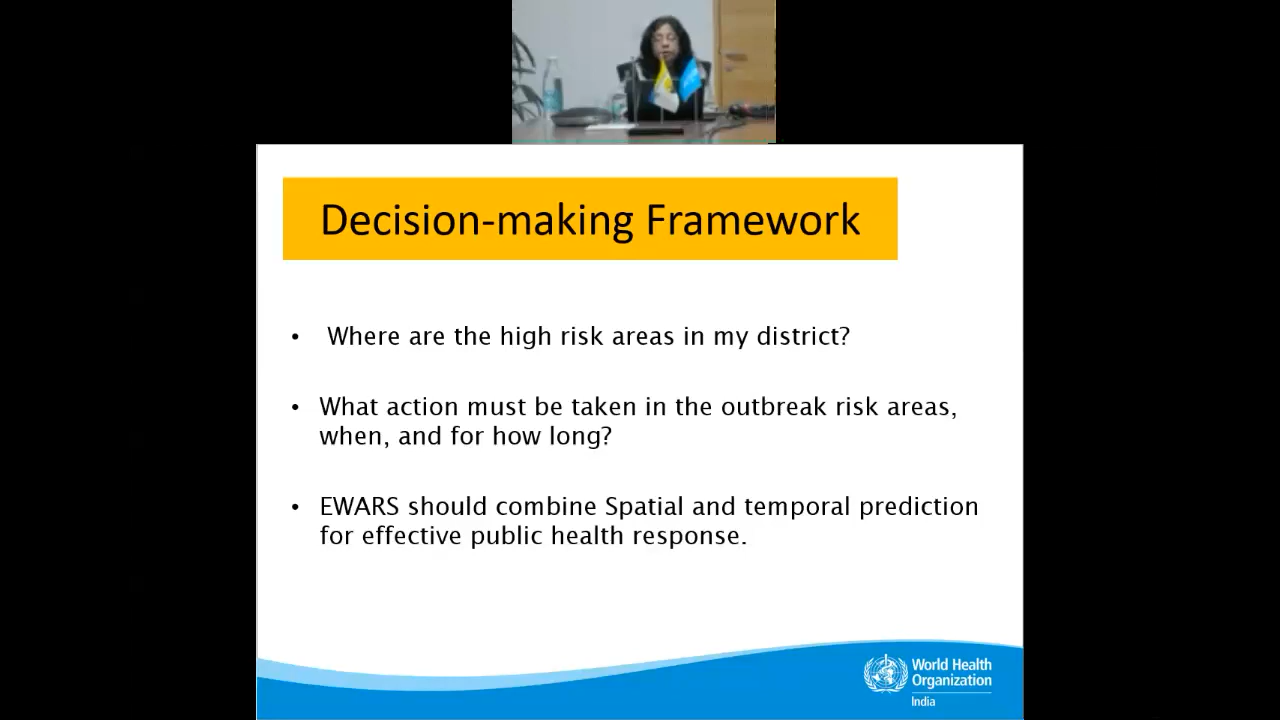 Decision-making Framework
• Where are the high risk areas in my district?
• What action must be taken in the outbreak risk areas,
when, and for how long?
• EWARS should combine Spatial and temporal prediction
for effective public health response.
World Health
Organization
India